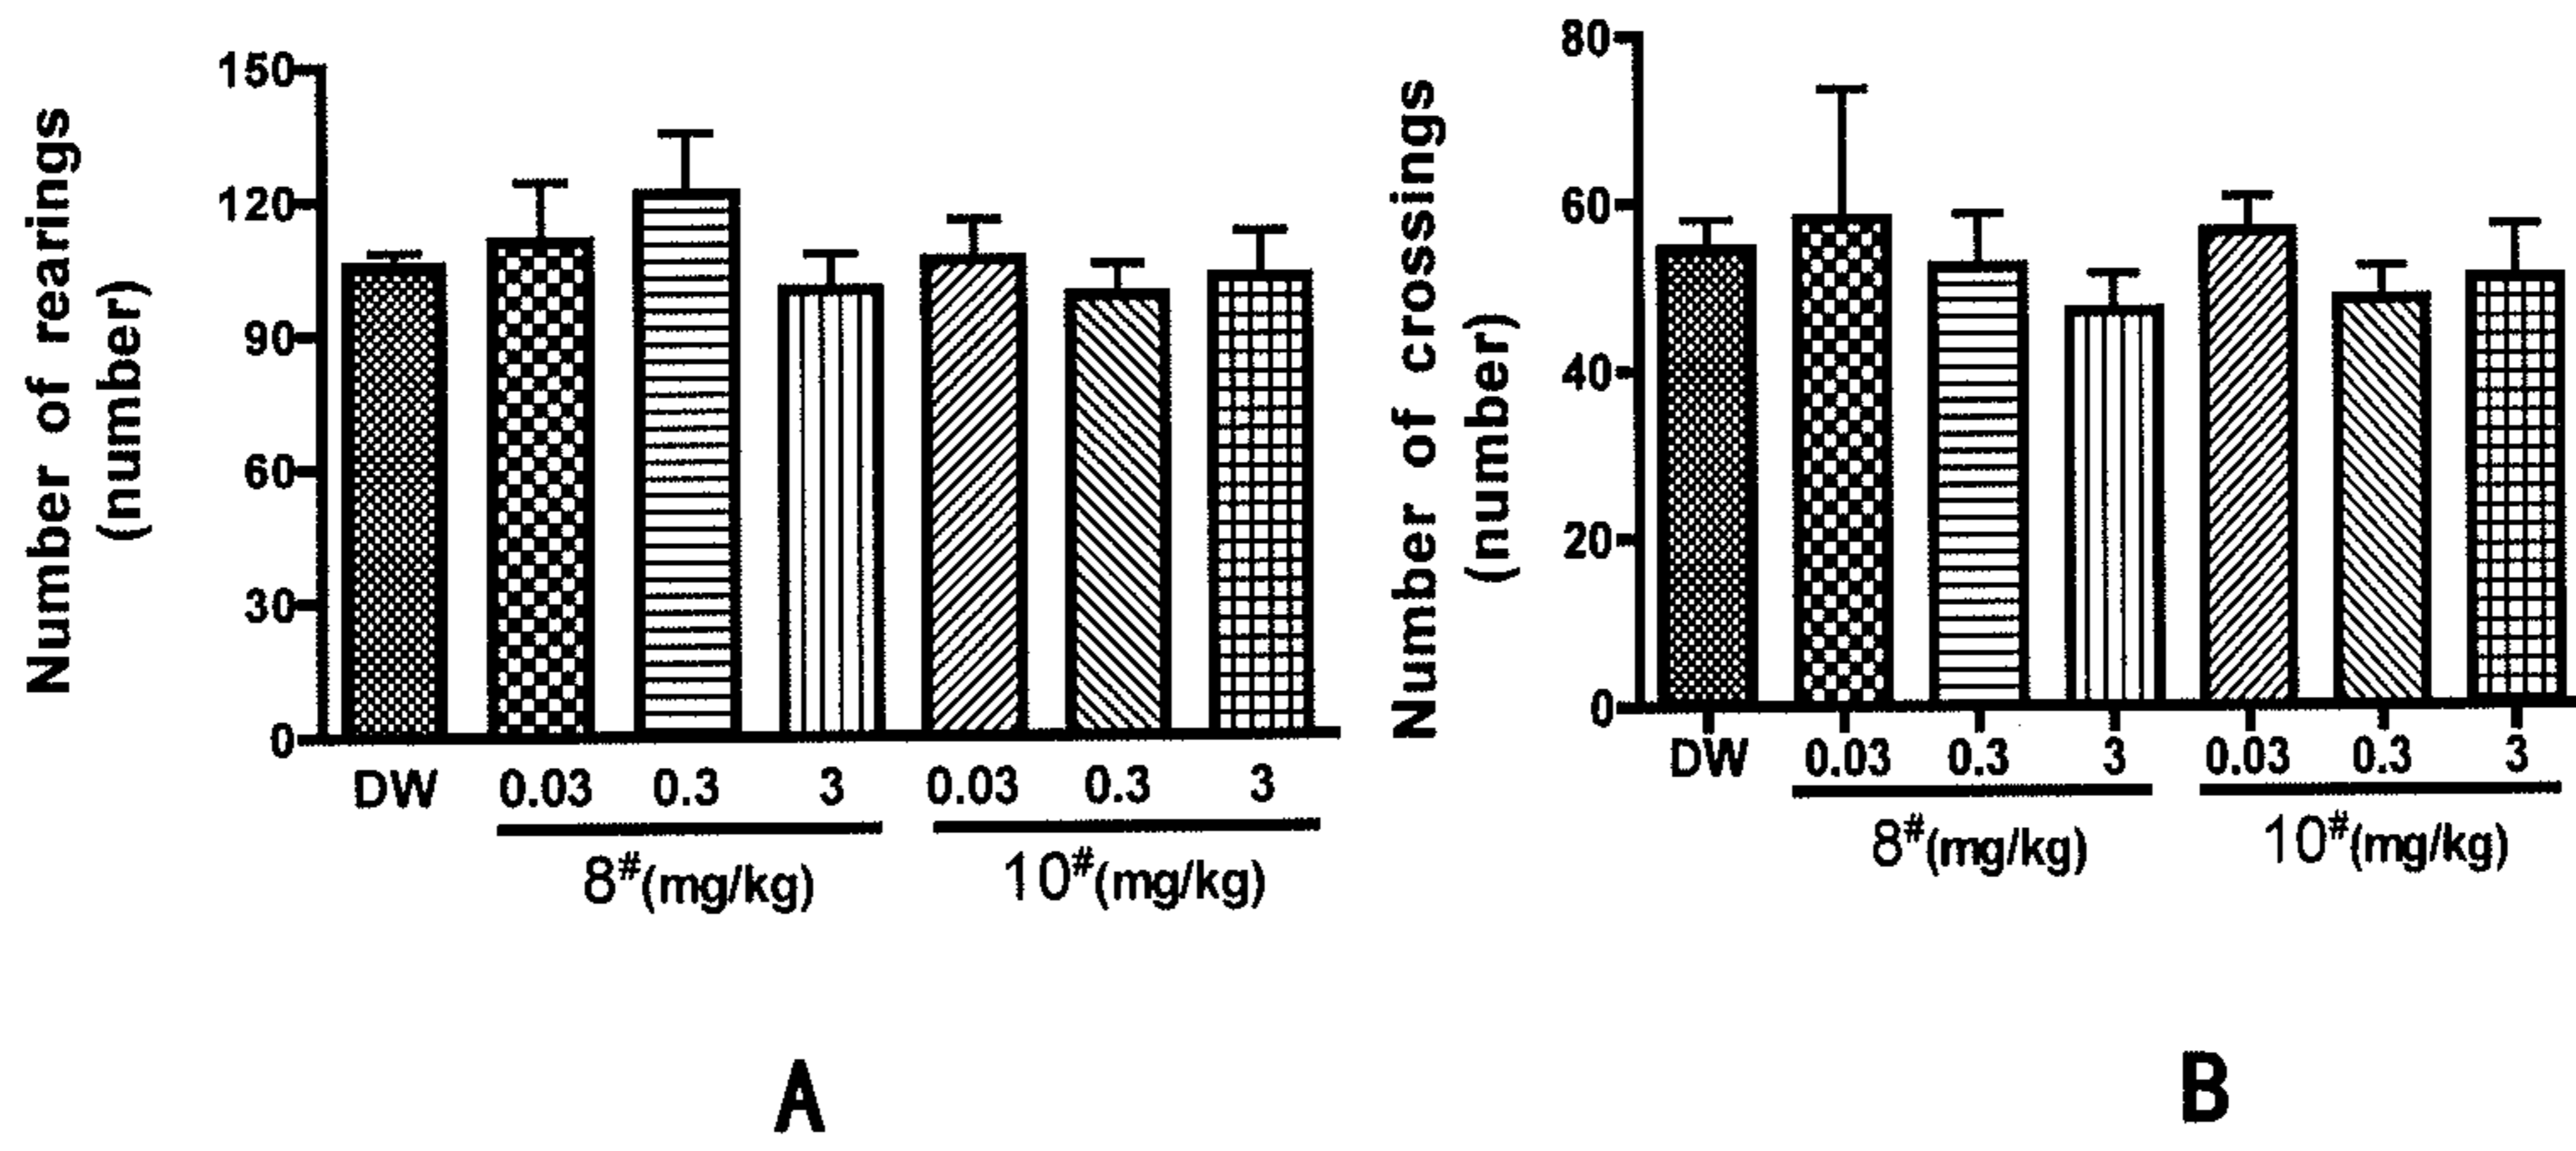 Number of rearings
(number)
150
120
90
60
30
0
DW 0.03 0.3 3 0.03 0.3 3
8#(mg/kg) 10#(mg/kg)
A
Number of crossings
(number)
80
60
40
20
0
DW 0.03 0.3 3 0.03 0.3 3
8#(mg/kg) 10#(mg/kg)
B